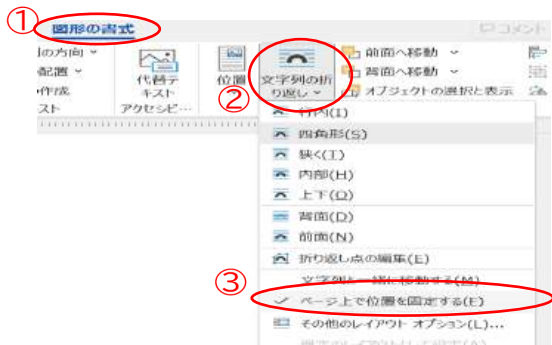 ①
図形の書式
コメント
の方向
配置
作成
スト
代替テ
キスト
アクセシビ…
位置
②
文字列の折
り返し
前面へ移動
背面へ移動
オブジェクトの選択と表示
行内(I)
四角形(S)
狭く(T)
内部(H)
上下(O)
背面(D)
前面(N)
折り返し点の編集(E)
文字列と一緒に移動する(M)
③
✓ ページ上で位置を固定する(F)
その他のレイアウト オプション(L)...